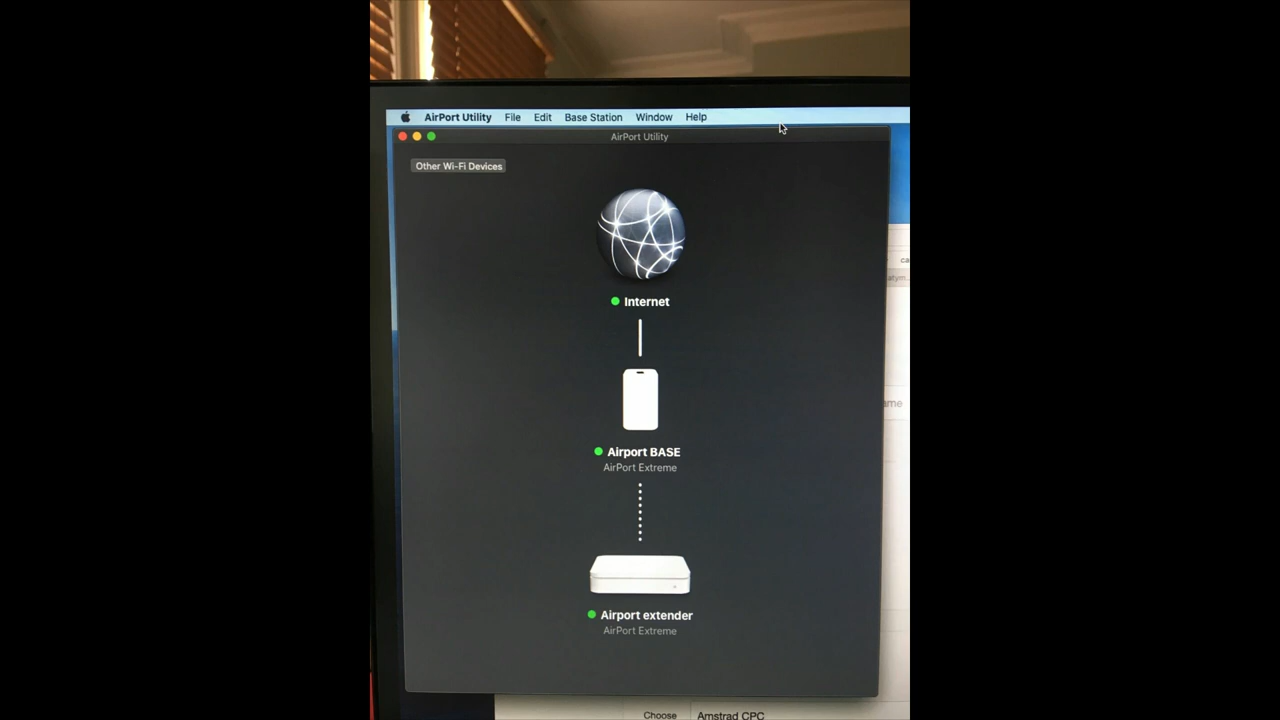 AirPort Utility File Edit Base Station Window Help
AirPort Utility
Other Wi-Fi Devices
Internet
Airport BASE
AirPort Extreme
Airport extender
AirPort Extreme
Choose Amstrad CPC